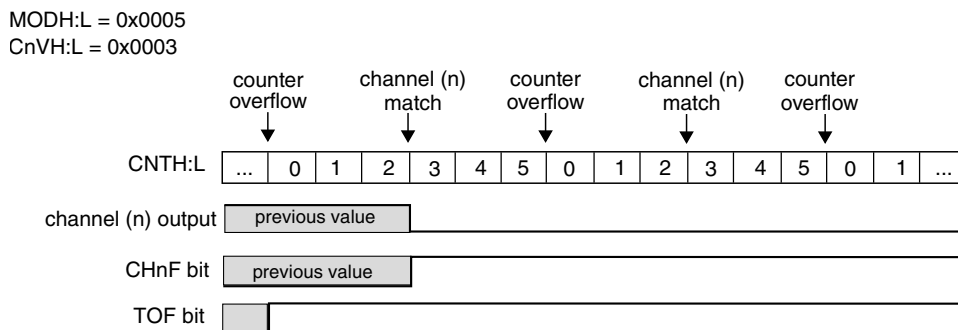 MODH:L = 0x0005
CnVH:L = 0x0003
counter overflow
channel (n) match
counter overflow
channel (n) match
counter overflow
CNTH:L ... 0 1 2 3 4 5 0 1 2 3 4 5 0 1 ...
channel (n) output previous value
CHnF bit previous value
TOF bit